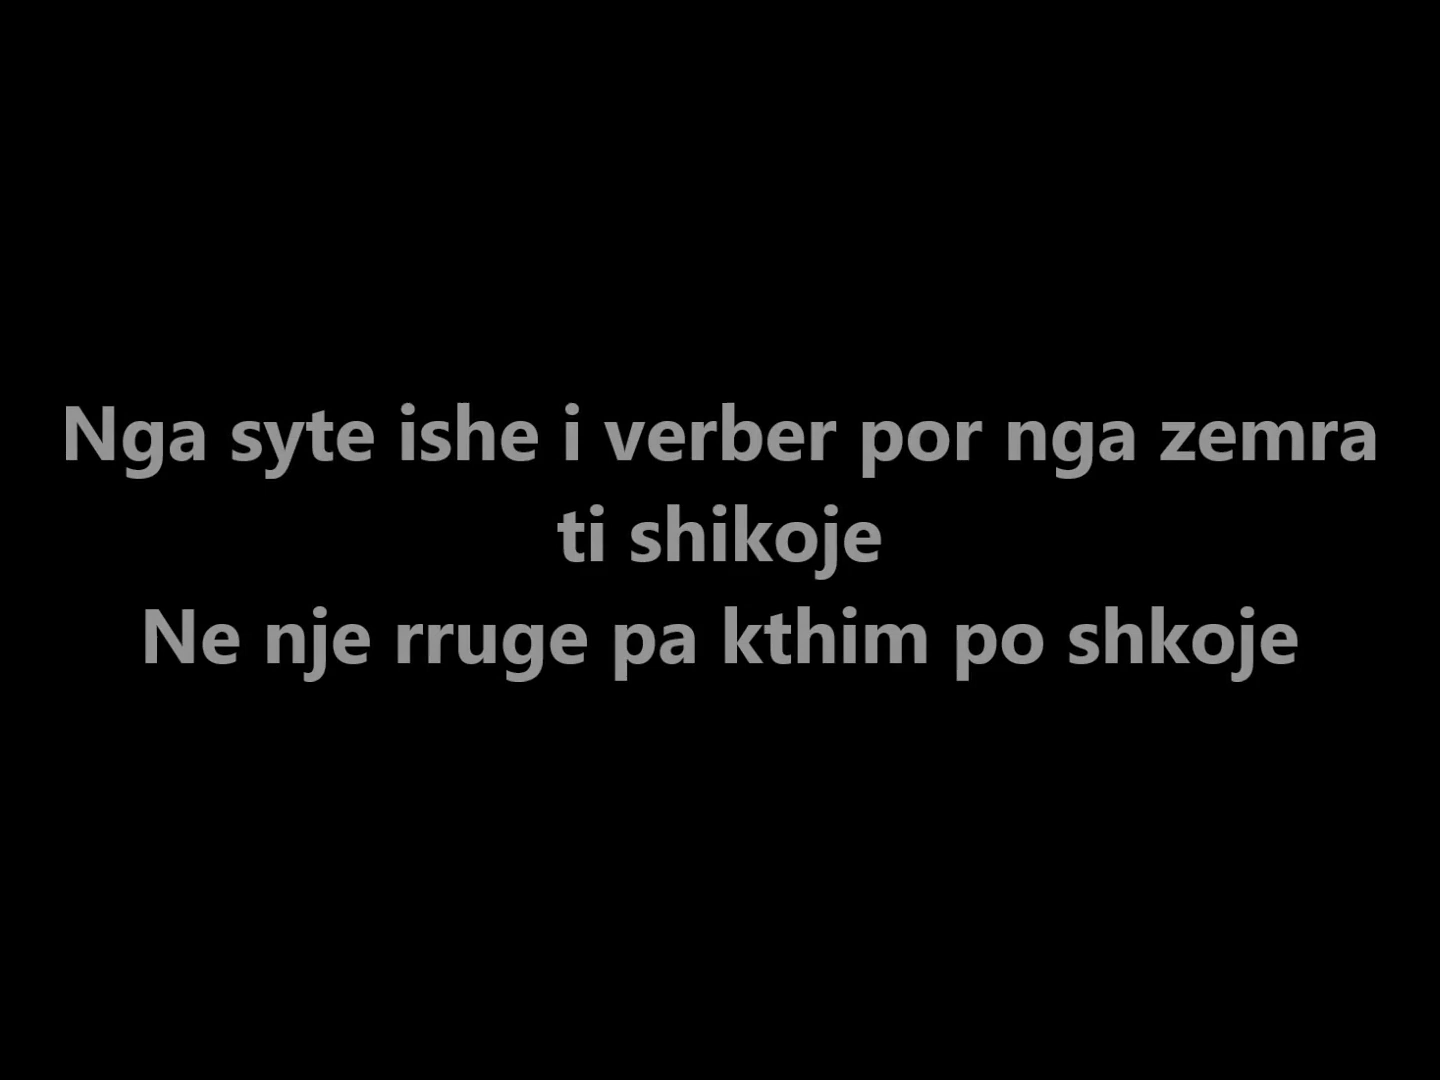 Nga syte ishe i verber por nga zemra
ti shikoje
Ne nje rruge pa kthim po shkoje